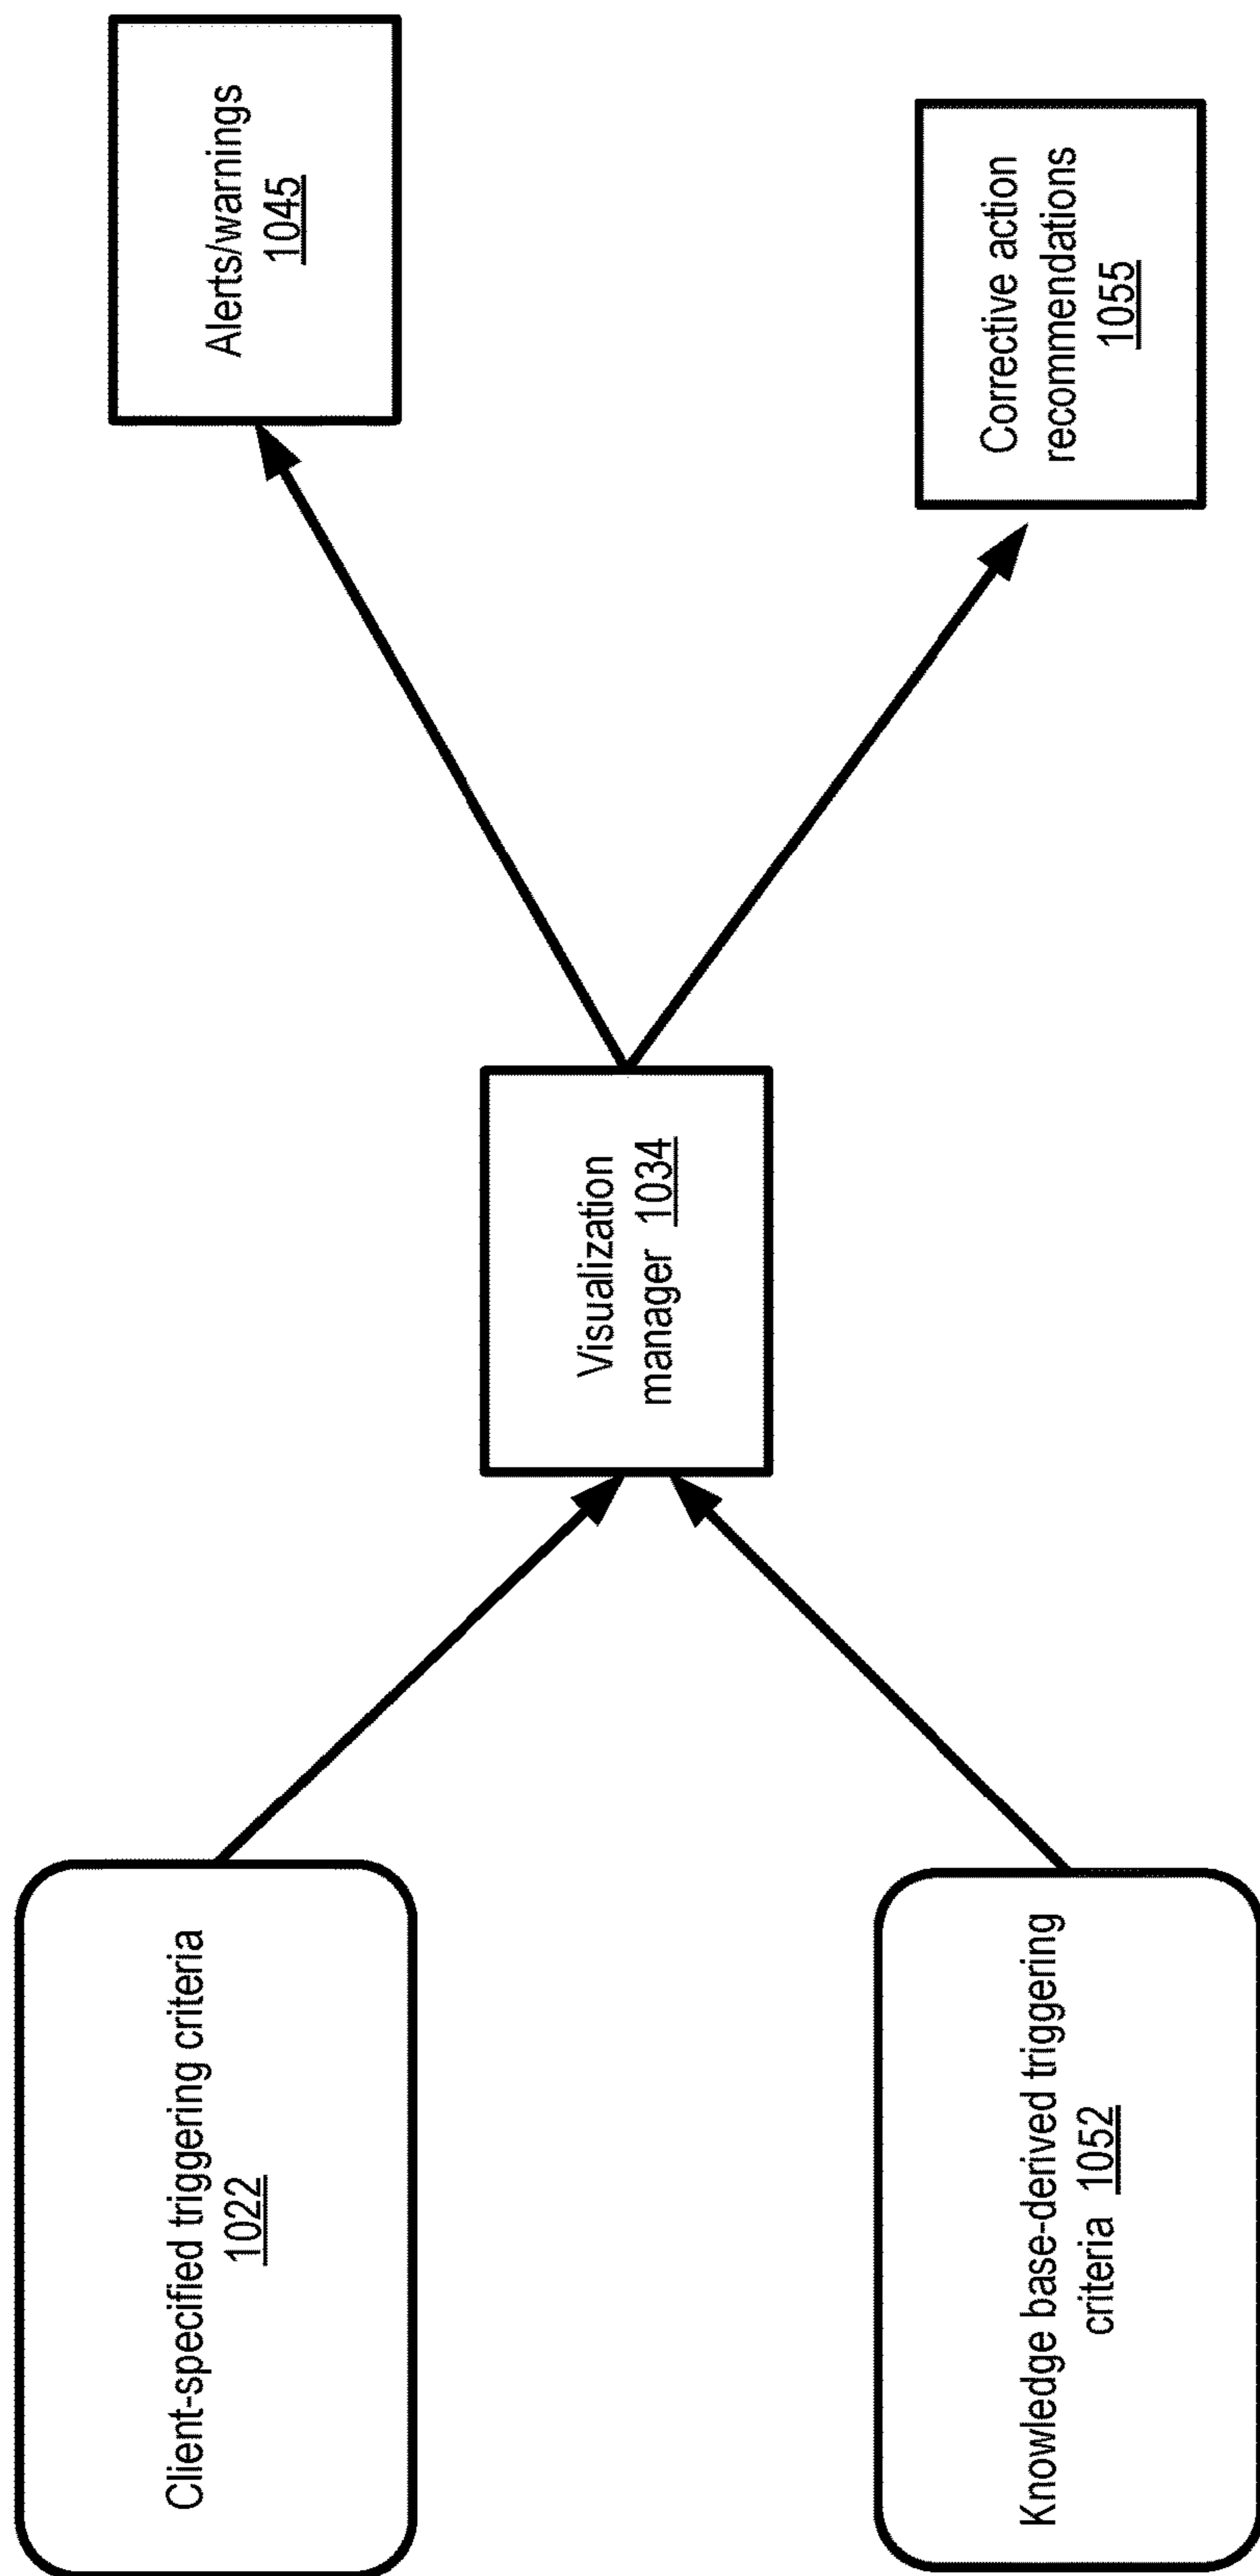 Client-specified triggering criteria
1022
Knowledge base-derived triggering
criteria 1052
Visualization
manager 1034
Alerts/warnings
1045
Corrective action
recommendations
1055